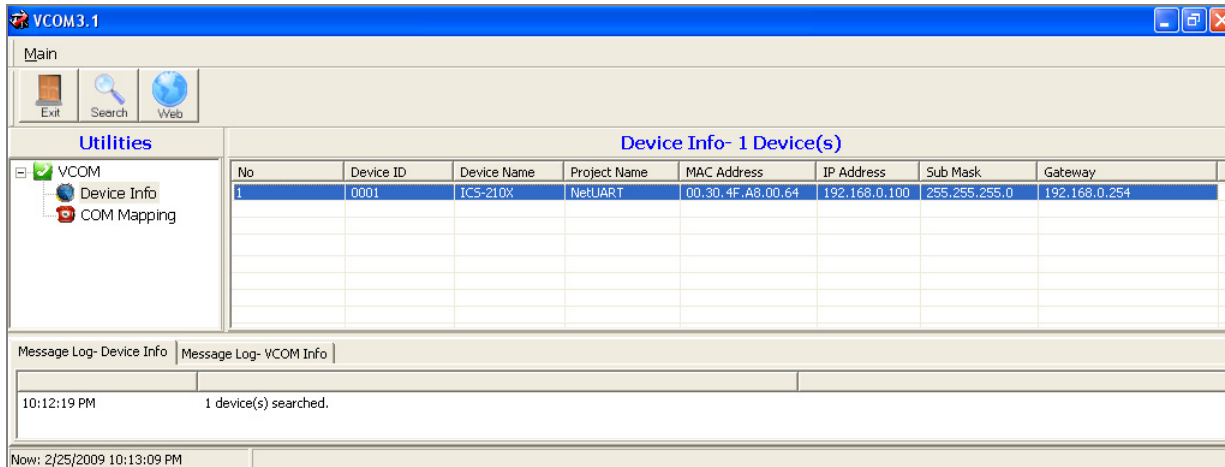 VCOM3.1
Main
Exit Search Web
Utilities
Device Info- 1 Device(s)
VCOM
Device Info
COM Mapping
No Device ID Device Name Project Name MAC Address IP Address Sub Mask Gateway
1 0001 ICS-210X NetUART 00.30.4F.A8.00.64 192.168.0.100 255.255.255.0 192.168.0.254
Message Log- Device Info Message Log- VCOM Info
10:12:19 PM 1 device(s) searched.
Now: 2/25/2009 10:13:09 PM